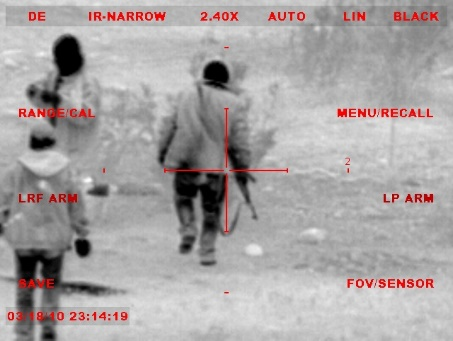 DE IR-NARROW 2.40X AUTO LIN BLACK
RANGE/CAL MENU/RECALL
2
LRF ARM LP ARM
SAVE FOV/SENSOR
03 18 10 23:14:19